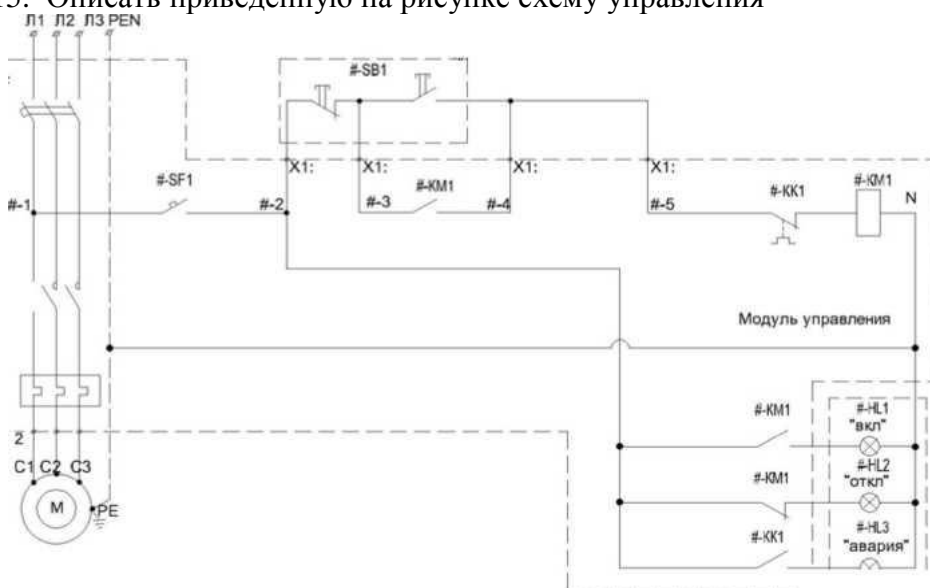 13. Описать приведенную на рисунке схему управления
Л1 Л2 Л3 PEN
#-SB1
X1: X1: X1: X1:
#-SF1
#-KM1
#-KK1
#-KM1
#-1
#-2
#-3
#-4
#-5
N
Модуль управления
#-KM1
#-HL1
"вкл"
#-KM1
#-HL2
"откл"
#-KK1
#-HL3
"авария"
2
C1 C2 C3
M
PE